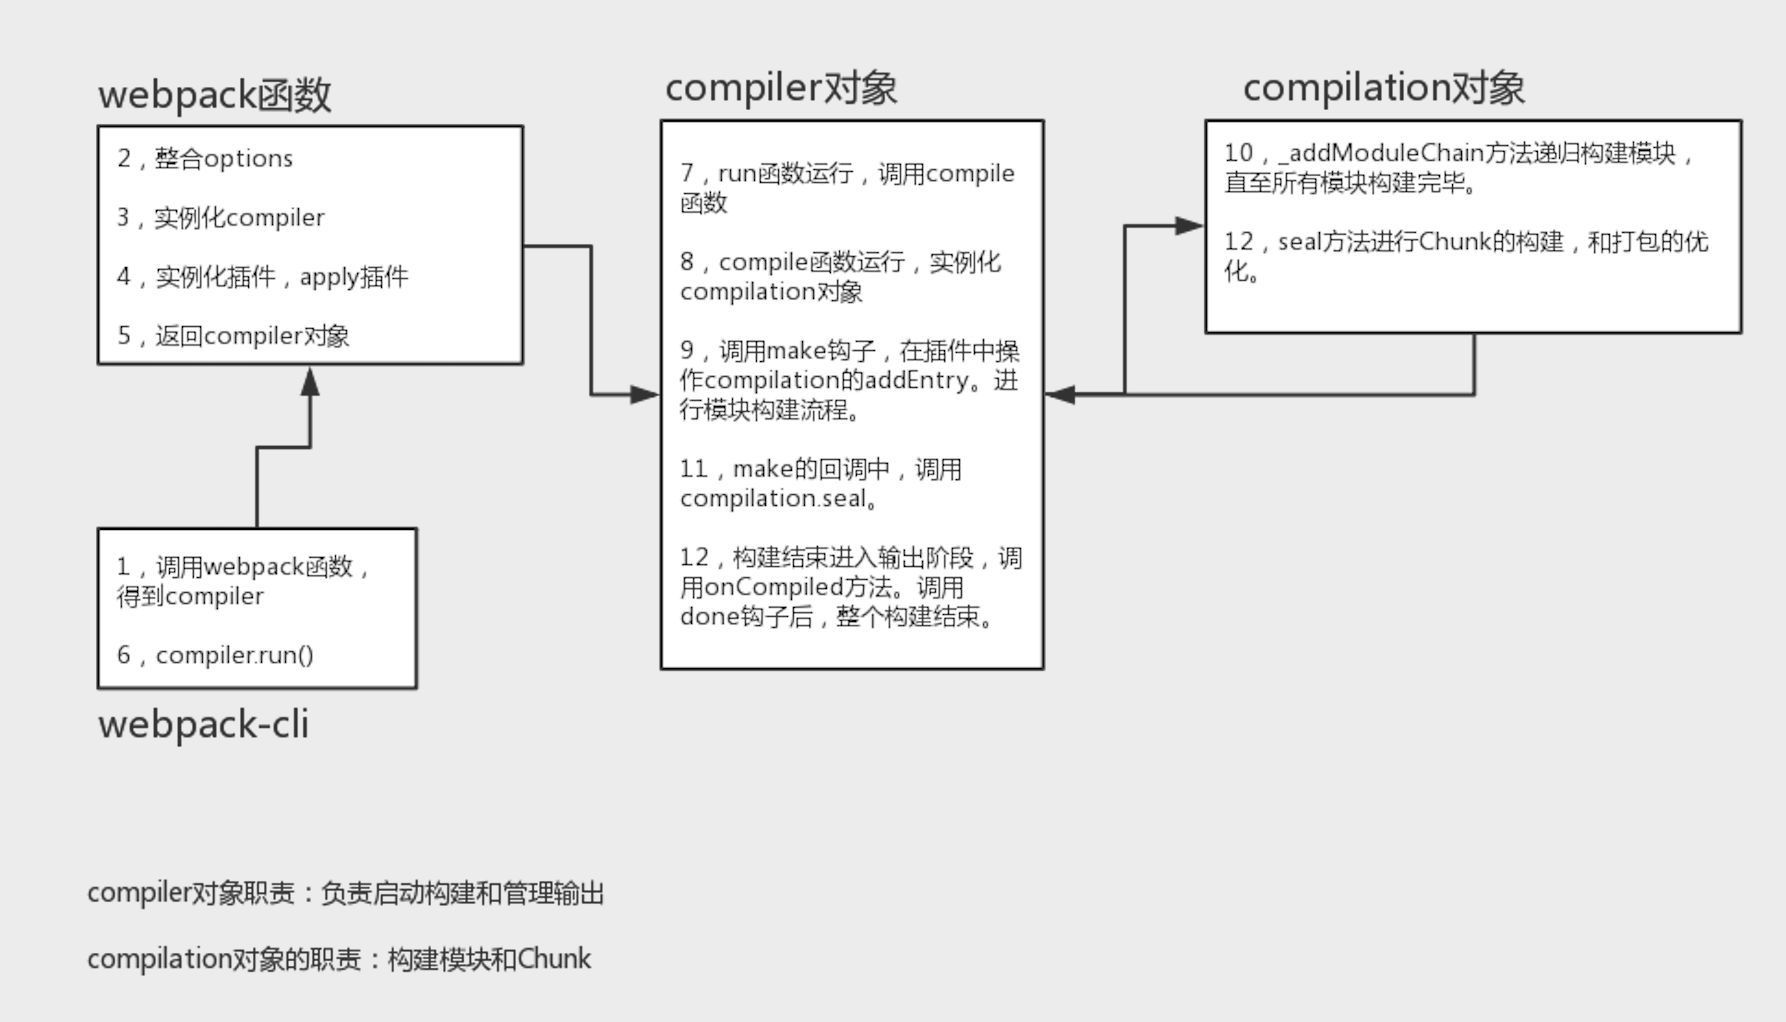 webpack函数
2，整合options
3，实例化compiler
4，实例化插件，apply插件
5，返回compiler对象
1，调用webpack函数，
得到compiler
6，compiler.run()
webpack-cli
compiler对象
7，run函数运行，调用compile
函数
8，compile函数运行，实例化
compilation对象
9，调用make钩子，在插件中操
作compilation的addEntry。进
行模块构建流程。
11，make的回调中，调用
compilation.seal。
12，构建结束进入输出阶段，调
用onCompiled方法。调用
done钩子后，整个构建结束。
compilation对象
10，_addModuleChain方法递归构建模块，
直至所有模块构建完毕。
12，seal方法进行Chunk的构建，和打包的优
化。
compiler对象职责：负责启动构建和管理输出
compilation对象的职责：构建模块和Chunk